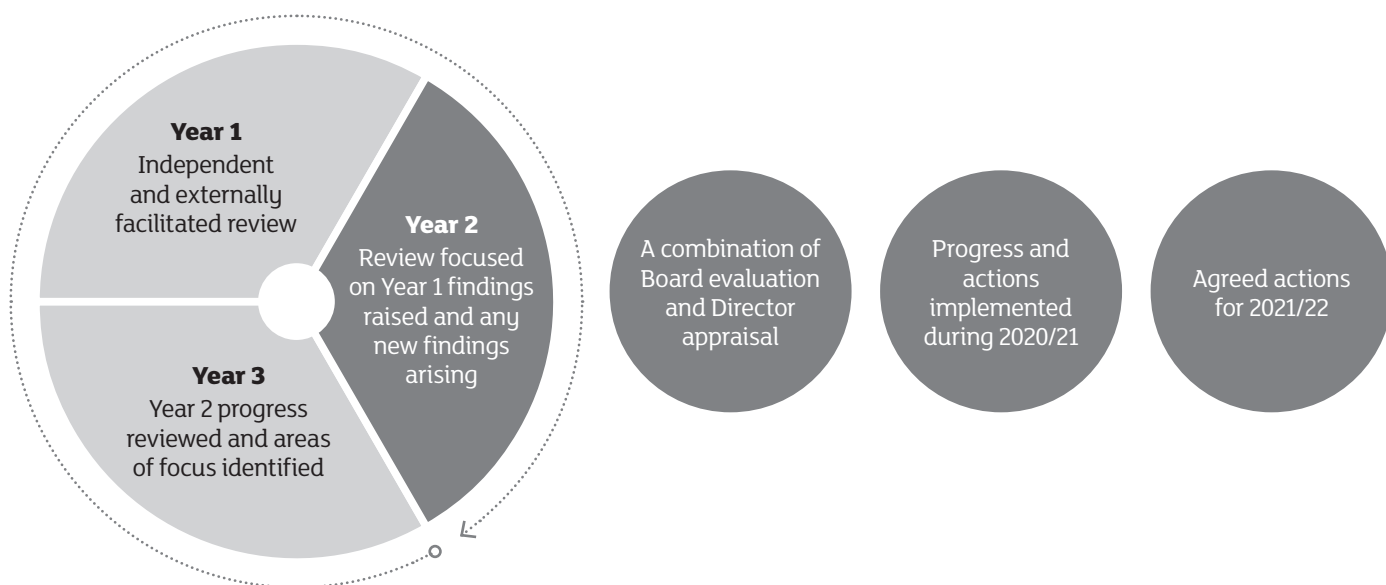 Year 1
Independent
and externally
facilitated review
Year 2
Review focused
on Year 1 findings
raised and any
new findings
arising
Year 3
Year 2 progress
reviewed and areas
of focus identified
A combination of
Board evaluation
and Director
appraisal
Progress and
actions
implemented
during 2020/21
Agreed actions
for 2021/22